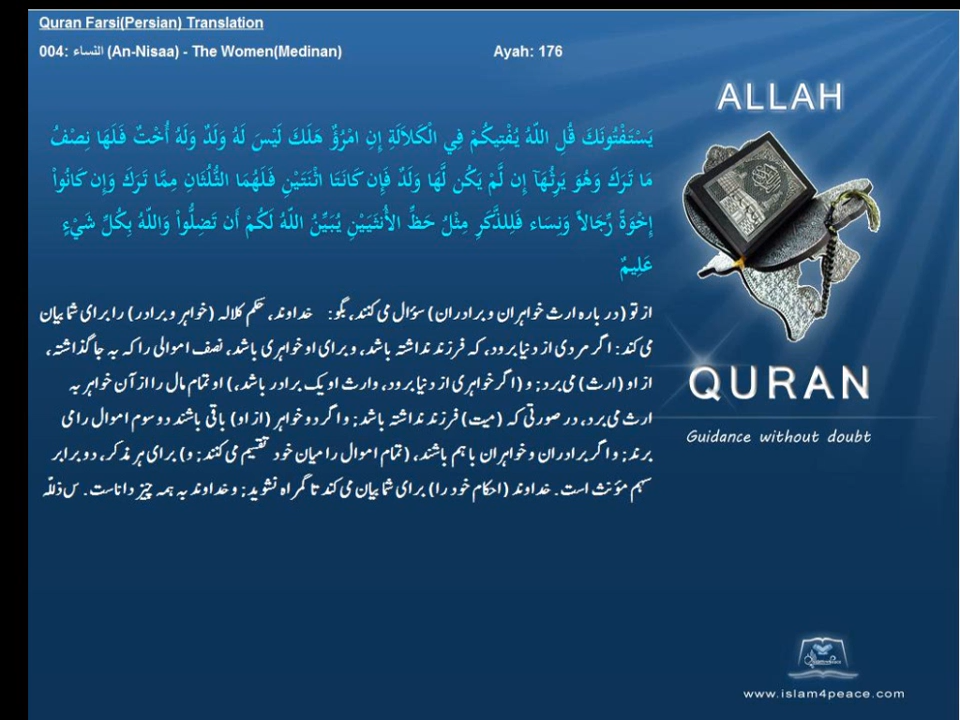 Quran Farsi(Persian) Translation
004: النساء (An-Nisaa) - The Women(Medinan) Ayah: 176
ALLAH
يَسْتَفْتُونَكَ قُلِ اللّهُ يُفْتِيكُمْ فِي الْكَلاَلَةِ إِنِ امْرُؤٌ هَلَكَ لَيْسَ لَهُ وَلَدٌ وَلَهُ أُخْتٌ فَلَهَا نِصْفُ
مَا تَرَكَ وَهُوَ يَرِثُهَآ إِن لَّمْ يَكُن لَّهَا وَلَدٌ فَإِن كَانَتَا اثْنَتَيْنِ فَلَهُمَا الثُّلُثَانِ مِمَّا تَرَكَ وَإِن كَانُواْ
إِخْوَةً رِّجَالاً وَنِسَاء فَلِلذَّكَرِ مِثْلُ حَظِّ الأُنثَيَيْنِ يُبَيِّنُ اللّهُ لَكُمْ أَن تَضِلُّواْ وَاللّهُ بِكُلِّ شَيْءٍ
عَلِيمٌ
از تو (در باره ارث خواهران و برادران) سؤال می کنند، بگو: خداوند، حکم کلاله (خواهر و برادر) را برای شما بیان
می کند: اگر مردی از دنیا برود، که فرزند نداشته باشد، و برای او خواهری باشد، نصف اموالی را که به جا گذاشته،
از او (ارث) می برد; و (اگر خواهری از دنیا برود، وارث او یک برادر باشد،) او تمام مال را از آن خواهر به
ارث می برد، در صورتی که (میت) فرزند نداشته باشد; و اگر دو خواهر (از او) باقی باشند دو سوم اموال را می
برند; و اگر برادران و خواهران با هم باشند، (تمام اموال را میان خود تقسیم می کنند; و) برای هر مذکر، دو برابر
سهم مؤنث است. خداوند (احکام خود را) برای شما بیان می کند تا گمراه نشوید; و خداوند به همه چیز داناست.
QURAN
Guidance without doubt
www.islam4peace.com